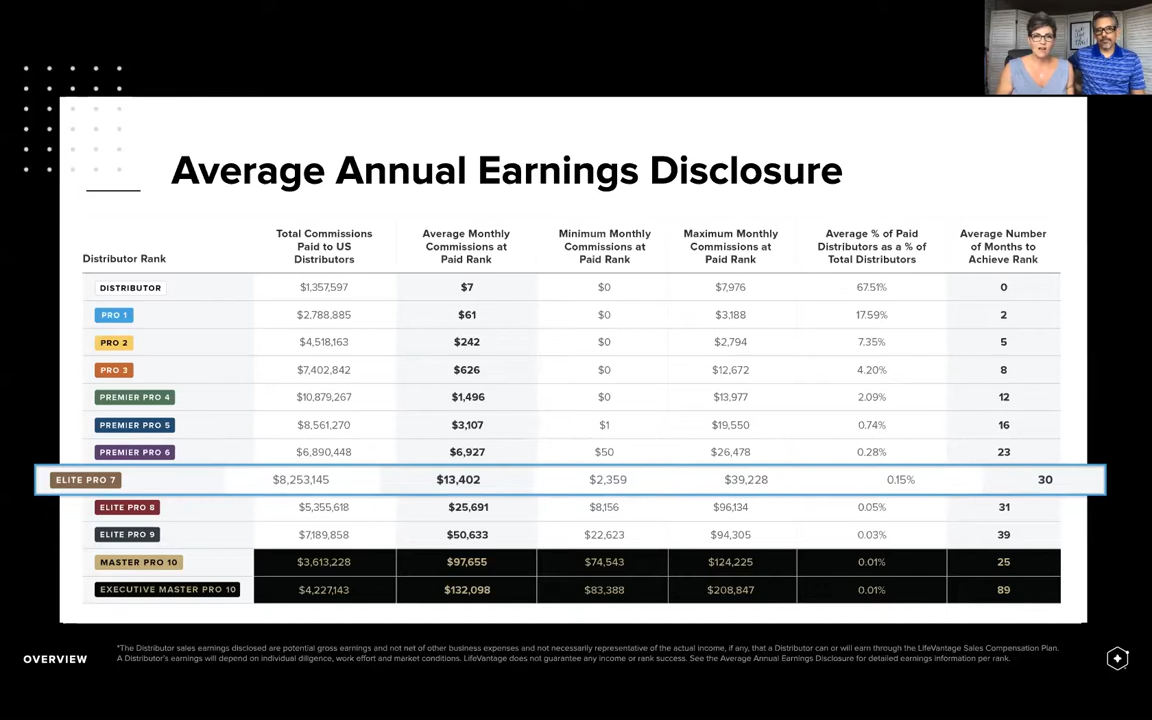 Average Annual Earnings Disclosure
Distributor Rank
Total Commissions
Paid to US
Distributors
Average Monthly
Commissions at
Paid Rank
Minimum Monthly
Commissions at
Paid Rank
Maximum Monthly
Commissions at
Paid Rank
Average % of Paid
Distributors as a % of
Total Distributors
Average Number
of Months to
Achieve Rank
DISTRIBUTOR $1,357,597 $7 $0 $7,976 67.51% 0
PRO 1 $2,788,885 $61 $0 $3,188 17.59% 2
PRO 2 $4,518,163 $242 $0 $2,794 7.35% 5
PRO 3 $7,402,842 $626 $0 $12,672 4.20% 8
PREMIER PRO 4 $10,879,267 $1,496 $0 $13,977 2.09% 12
PREMIER PRO 5 $8,561,270 $3,107 $1 $19,550 0.74% 16
PREMIER PRO 6 $6,890,448 $6,927 $50 $26,478 0.28% 23
ELITE PRO 7 $8,253,145 $13,402 $2,359 $39,228 0.15% 30
ELITE PRO 8 $5,355,618 $25,691 $8,156 $96,134 0.05% 31
ELITE PRO 9 $7,189,858 $50,633 $22,623 $94,305 0.03% 39
MASTER PRO 10 $3,613,228 $97,655 $74,543 $124,225 0.01% 25
EXECUTIVE MASTER PRO 10 $4,227,143 $132,098 $83,388 $208,847 0.01% 89
OVERVIEW
*The Distributor sales earnings disclosed are potential gross earnings and not net of other business expenses and not necessarily representative of the actual income, if any, that a Distributor can or will earn through the LifeVantage Sales Compensation Plan.
A Distributor's earnings will depend on individual diligence, work effort and market conditions. LifeVantage does not guarantee any income or rank success. See the Average Annual Earnings Disclosure for detailed earnings information per rank.